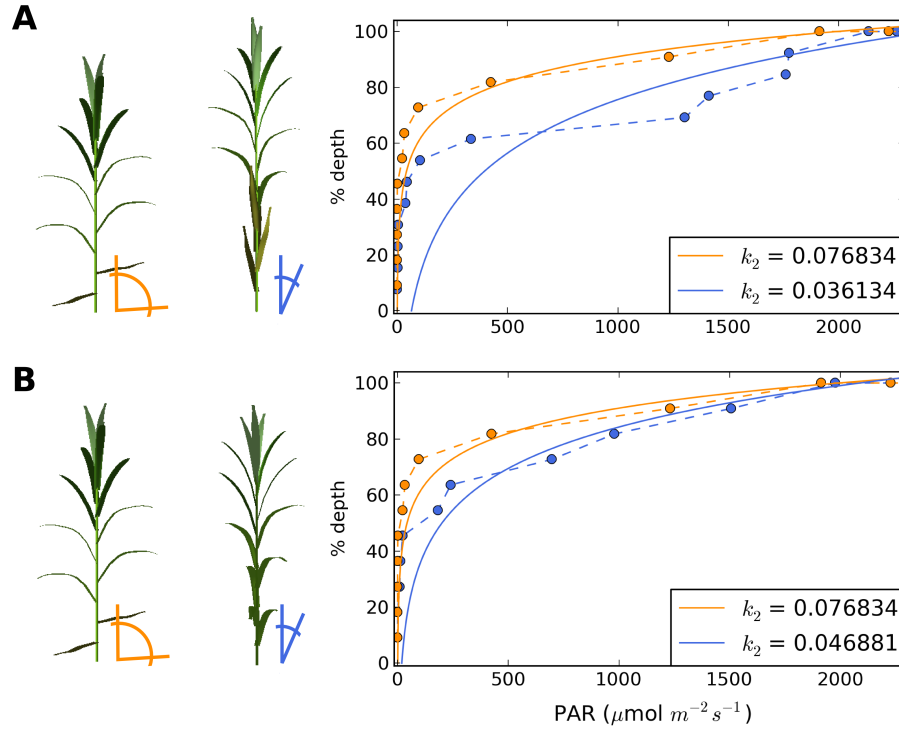 A
100
80
60
40
20
0
% depth
k₂ = 0.076834
k₂ = 0.036134
0 500 1000 1500 2000
B
100
80
60
40
20
0
% depth
k₂ = 0.076834
k₂ = 0.046881
0 500 1000 1500 2000
PAR (μmol m⁻² s⁻¹)